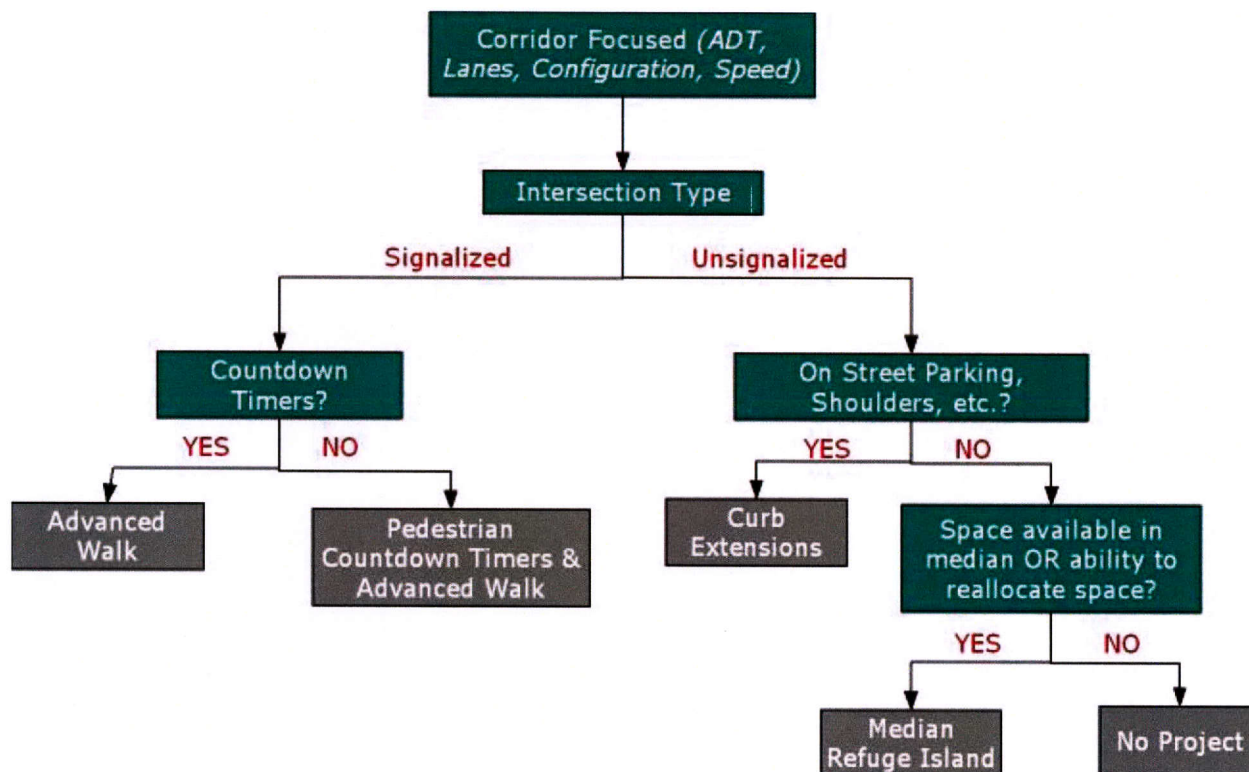 Corridor Focused (ADT,
Lanes, Configuration, Speed)
Intersection Type
Signalized
Unsignalized
Countdown
Timers?
On Street Parking,
Shoulders, etc.?
YES
NO
YES
NO
Advanced
Walk
Pedestrian
Countdown Timers &
Advanced Walk
Curb
Extensions
Space available in
median OR ability to
reallocate space?
YES
NO
Median
Refuge Island
No Project